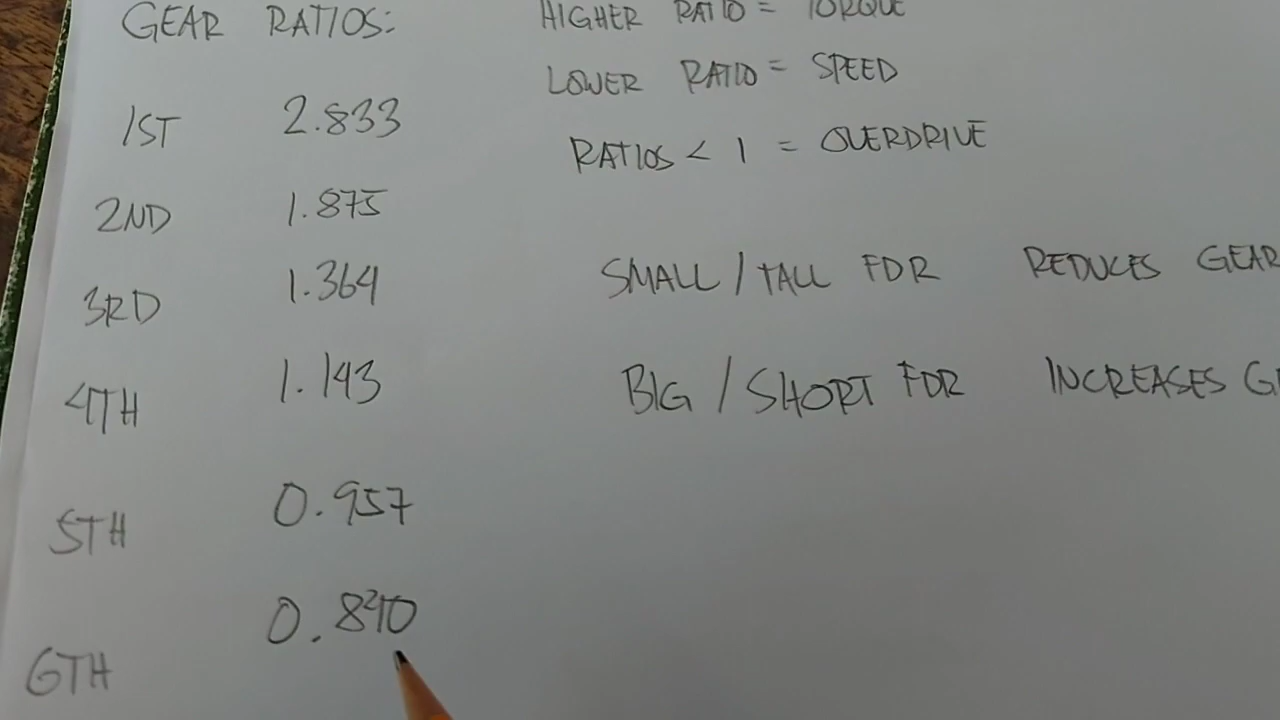 GEAR RATIOS:
1ST 2.833
2ND 1.875
3RD 1.364
4TH 1.143
5TH 0.957
6TH 0.840
HIGHER RATIO = TORQUE
LOWER RATIO = SPEED
RATIOS < 1 = OVERDRIVE
SMALL / TALL FDR REDUCES GEAR
BIG / SHORT FDR INCREASES